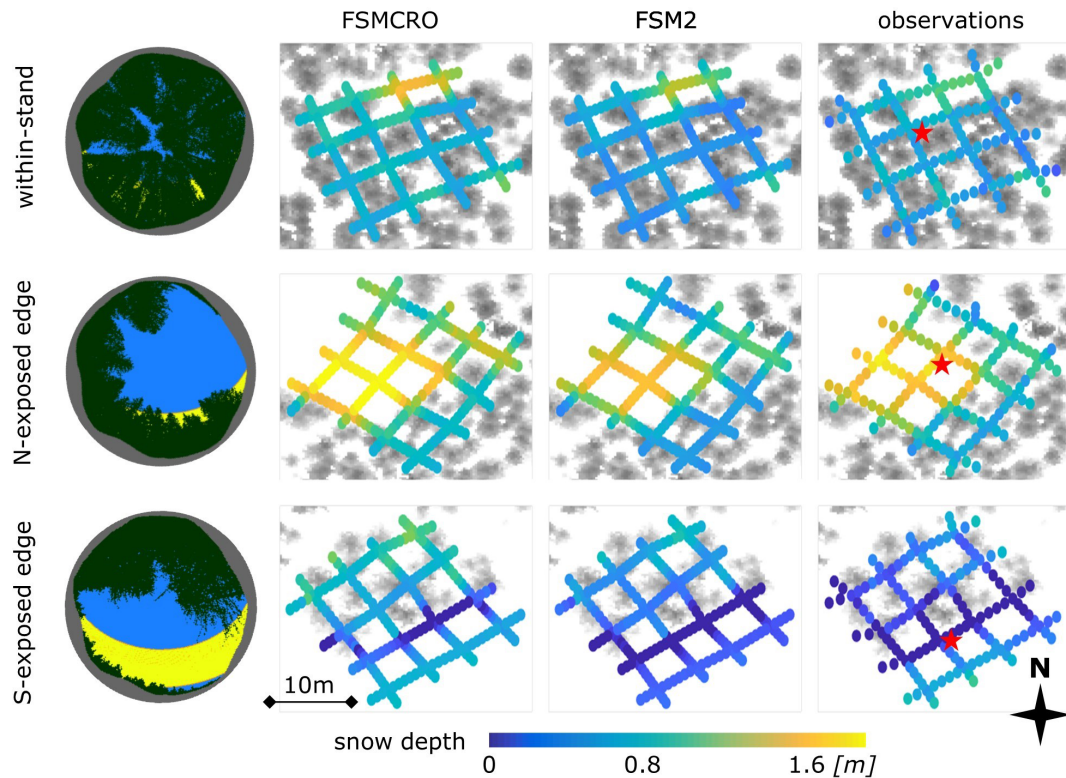 FSMCRO FSM2 observations
within-stand
N-exposed edge
S-exposed edge
10m
N
snow depth
0 0.8 1.6 [m]